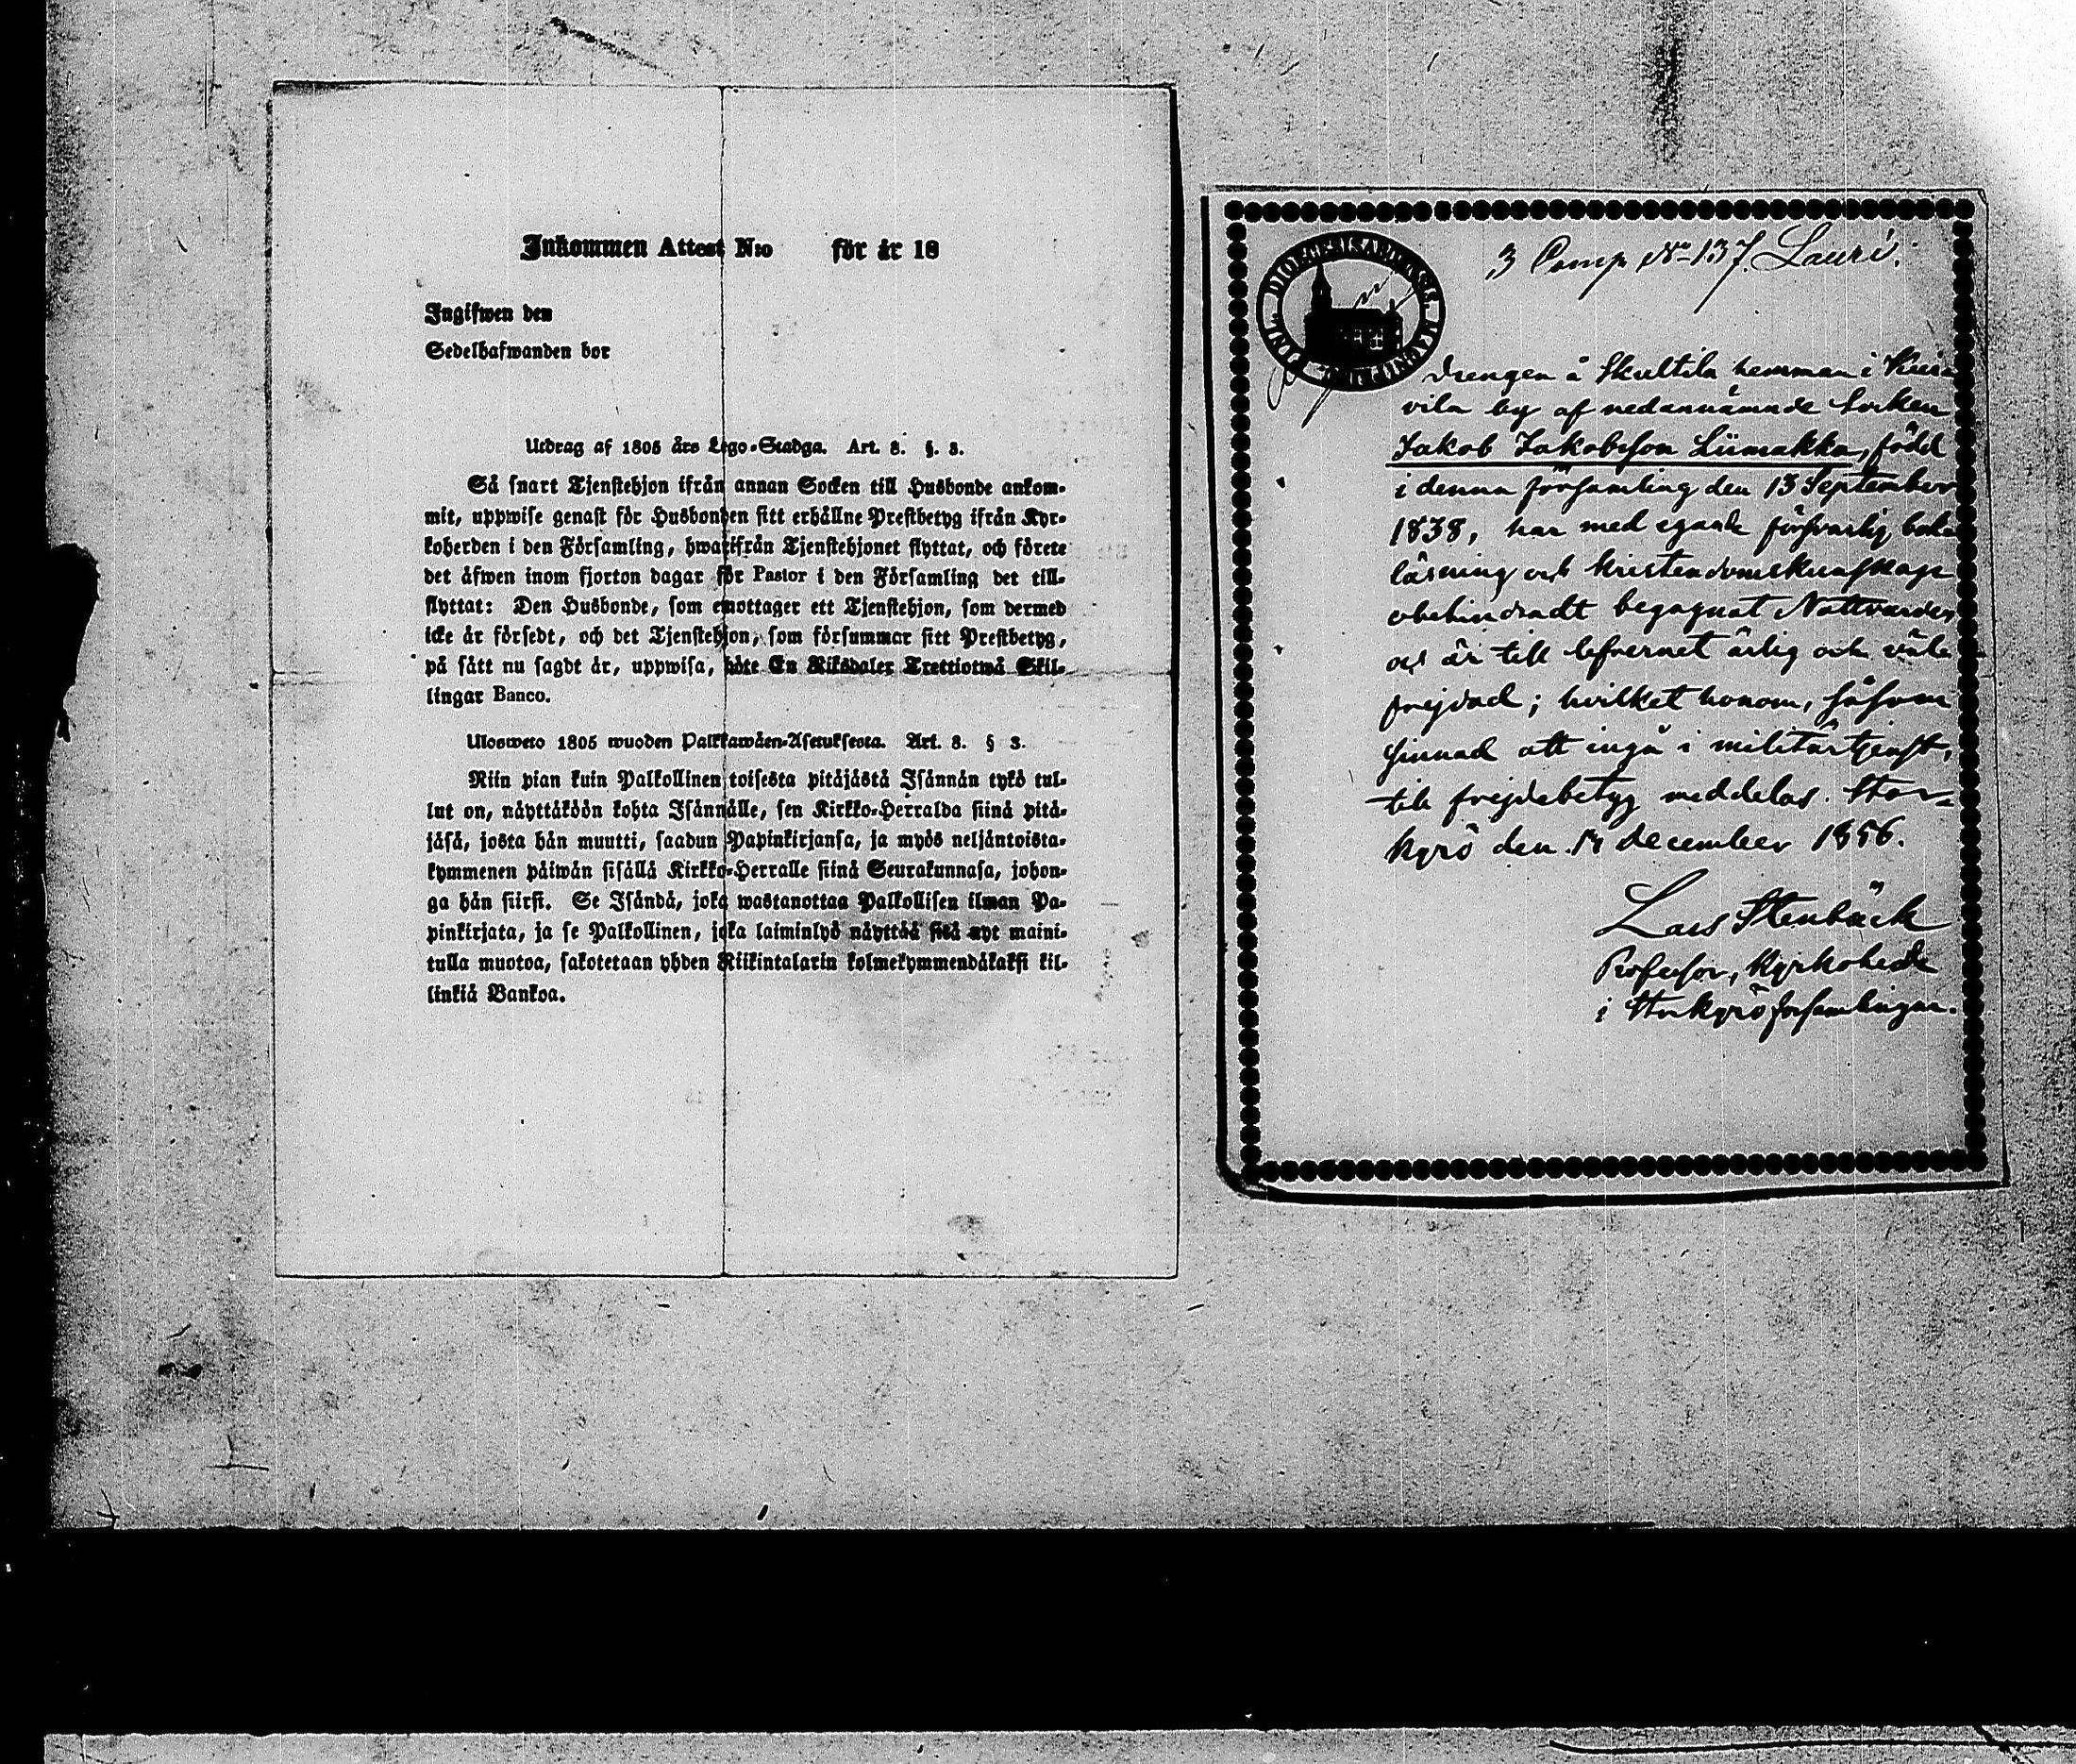 Inkommen Attest N:o för år 18
Ingifwen den
Sedelhafwanden bor
Utdrag af 1805 års Lego-Stadga. Art. 8. §. 3.
Så snart Tjenstehjon ifrån annan Socken till Husbonde ankom-
mit, uppwise genast för Husbonden sitt erhållne Prestbetyg ifrån Kyr-
koherden i den Församling, hwarifrån Tjenstehjonet flyttat, och förete
det äfwen inom fjorton dagar för Pastor i den Församling det till-
flyttat: Den Husbonde, som emottager ett Tjenstehjon, som dermed
icke är försedt, och det Tjenstehjon, som försummar sitt Prestbetyg,
på sätt nu sagdt är, uppwisa, böte En Riksdaler Trettiotwå Skil-
lingar Banco.
Ulosweto 1805 wuoden Palkkawäen-Asetuksesta. Art. 8. § 3.
Niin pian kuin Palkollinen toisesta pitäjästä Isännän tykö tul-
lut on, näyttäköön kohta Isännälle, sen Kirkko-Herralda siinä pitä-
jäsä, josta hän muutti, saadun Papinkirjansa, ja myös neljäntoista-
kymmenen päiwän sisällä Kirkko-Herralle siinä Seurakunnasa, johon-
ga hän siirsi. Se Isändä, joka wastanottaa Palkollisen ilman Pa-
pinkirjata, ja se Palkollinen, joka laiminlyö näyttää sitä nyt maini-
tulla muotoa, sakotetaan yhden Riikintalarin kolmekymmendäkaksi kil-
linkiä Bankoa.
3 Comp No 137. Lauri.
drengen å Skultila hemman i
vila by af nedannämnde Socken
Jakob Jakobsson Liimakka, född
i denna församling den 13 September
1838, har med egande försvarlig bok-
läsning och kristendomskunskap
obehindradt begagnat Nattvarden,
och är till lefvernet ärlig och väl
frejdad; hvilket honom, såsom
sinnad att ingå i militärtjenst,
till frejdebetyg meddelas. Stor-
kyrö den december 1856.
Lars Stenbäck
Professor, Kyrkoherde
i Storkyrö församlingar.